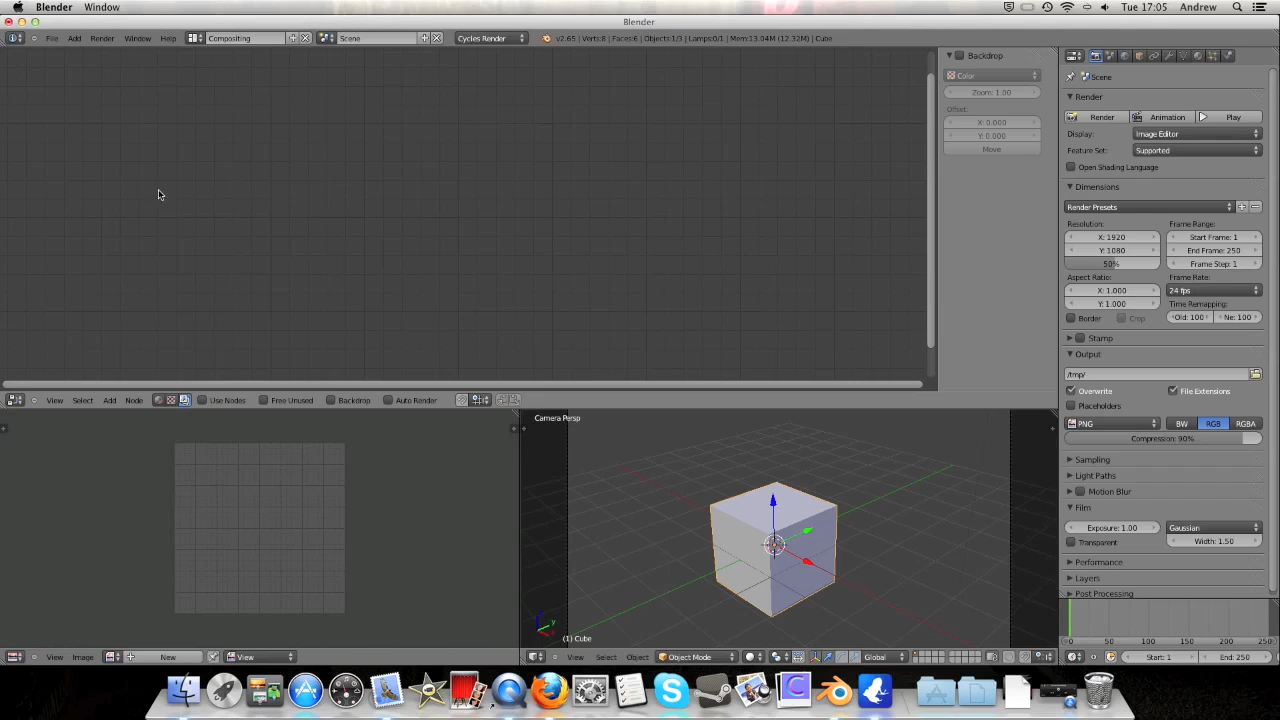 Blender Window Tue 17:05 Andrew
Blender
File Add Render Window Help Compositing Scene Cycles Render v2.65 | Verts:8 | Faces:6 | Objects:1/3 | Lamps:0/1 | Mem:13.04M (12.32M) | Cube
Backdrop
Color
Zoom: 1.00
Offset:
X: 0.000
Y: 0.000
Move
Scene
Render
Render Animation Play
Display: Image Editor
Feature Set: Supported
Open Shading Language
Dimensions
Render Presets
Resolution: Frame Range:
X: 1920 Start Frame: 1
Y: 1080 End Frame: 250
50% Frame Step: 1
Aspect Ratio: Frame Rate:
X: 1.000 24 fps
Y: 1.000 Time Remapping:
Border Crop Old: 100 Ne: 100
Stamp
Output
/tmp/
Overwrite File Extensions
Placeholders
PNG BW RGB RGBA
Compression: 90%
Sampling
Light Paths
Motion Blur
Film
Exposure: 1.00 Gaussian
Transparent Width: 1.50
Performance
Layers
Post Processing
View Select Add Node Use Nodes Free Unused Backdrop Auto Render
Camera Persp
(1) Cube
z y x
0 50 100 150 200 250
View Image New View
View Select Object Object Mode Global
Start: 1 End: 250